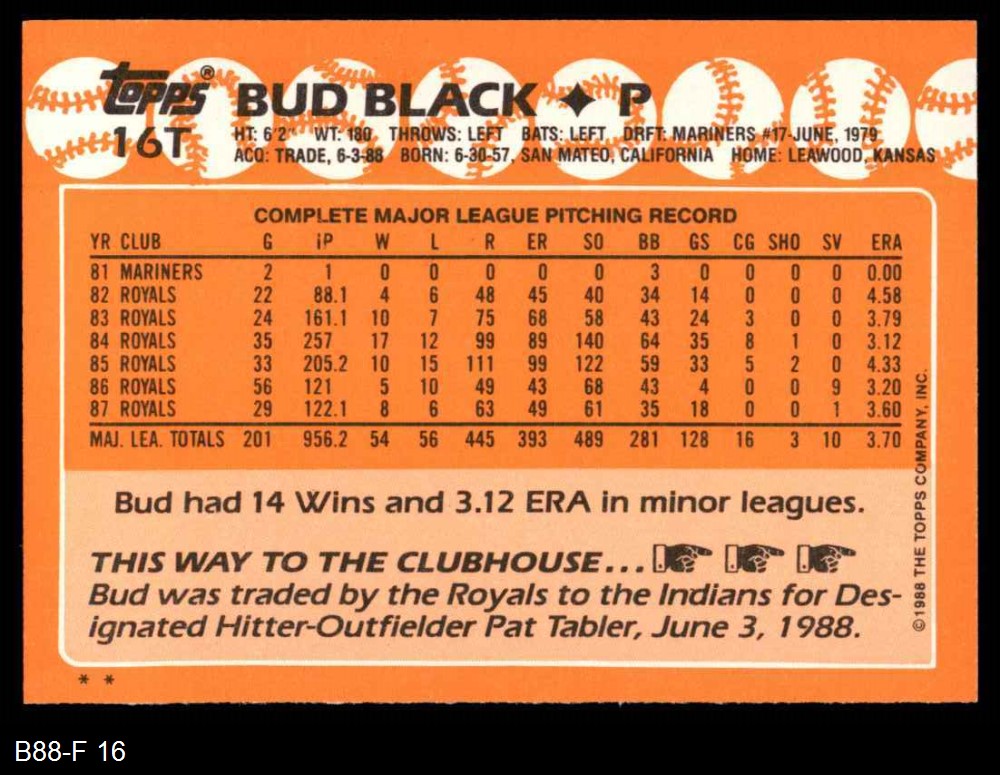 topps® BUD BLACK ✦ P
16T HT: 6'2" WT: 180 THROWS: LEFT BATS: LEFT DRFT: MARINERS #17-JUNE, 1979
ACQ: TRADE, 6-3-88 BORN: 6-30-57, SAN MATEO, CALIFORNIA HOME: LEAWOOD, KANSAS
COMPLETE MAJOR LEAGUE PITCHING RECORD
YR CLUB G IP W L R ER SO BB GS CG SHO SV ERA
81 MARINERS 2 1 0 0 0 0 0 3 0 0 0 0 0.00
82 ROYALS 22 88.1 4 6 48 45 40 34 14 0 0 0 4.58
83 ROYALS 24 161.1 10 7 75 68 58 43 24 3 0 0 3.79
84 ROYALS 35 257 17 12 99 89 140 64 35 8 1 0 3.12
85 ROYALS 33 205.2 10 15 111 99 122 59 33 5 2 0 4.33
86 ROYALS 56 121 5 10 49 43 68 43 4 0 0 9 3.20
87 ROYALS 29 122.1 8 6 63 49 61 35 18 0 0 1 3.60
MAJ. LEA. TOTALS 201 956.2 54 56 445 393 489 281 128 16 3 10 3.70
Bud had 14 Wins and 3.12 ERA in minor leagues.
THIS WAY TO THE CLUBHOUSE...
Bud was traded by the Royals to the Indians for Des-
ignated Hitter-Outfielder Pat Tabler, June 3, 1988.
©1988 THE TOPPS COMPANY, INC.
* *
B88-F 16